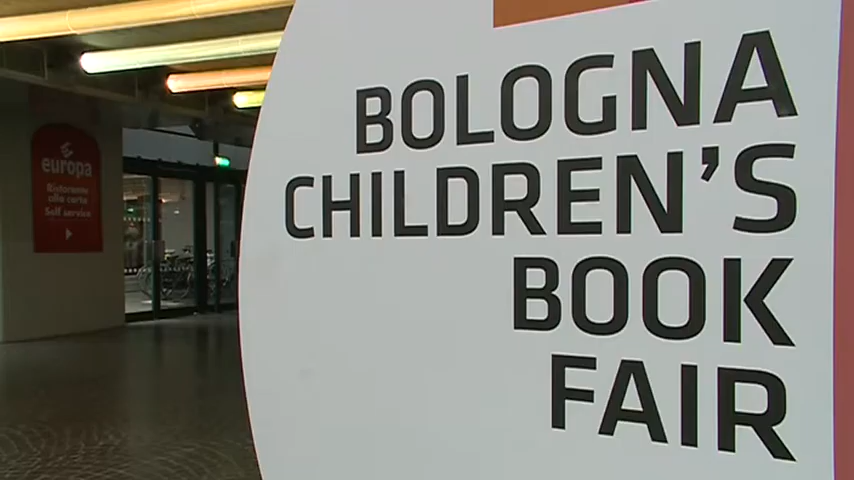 BOLOGNA
CHILDREN'S
BOOK
FAIR
europa
Ristorante
alla carta
Self service